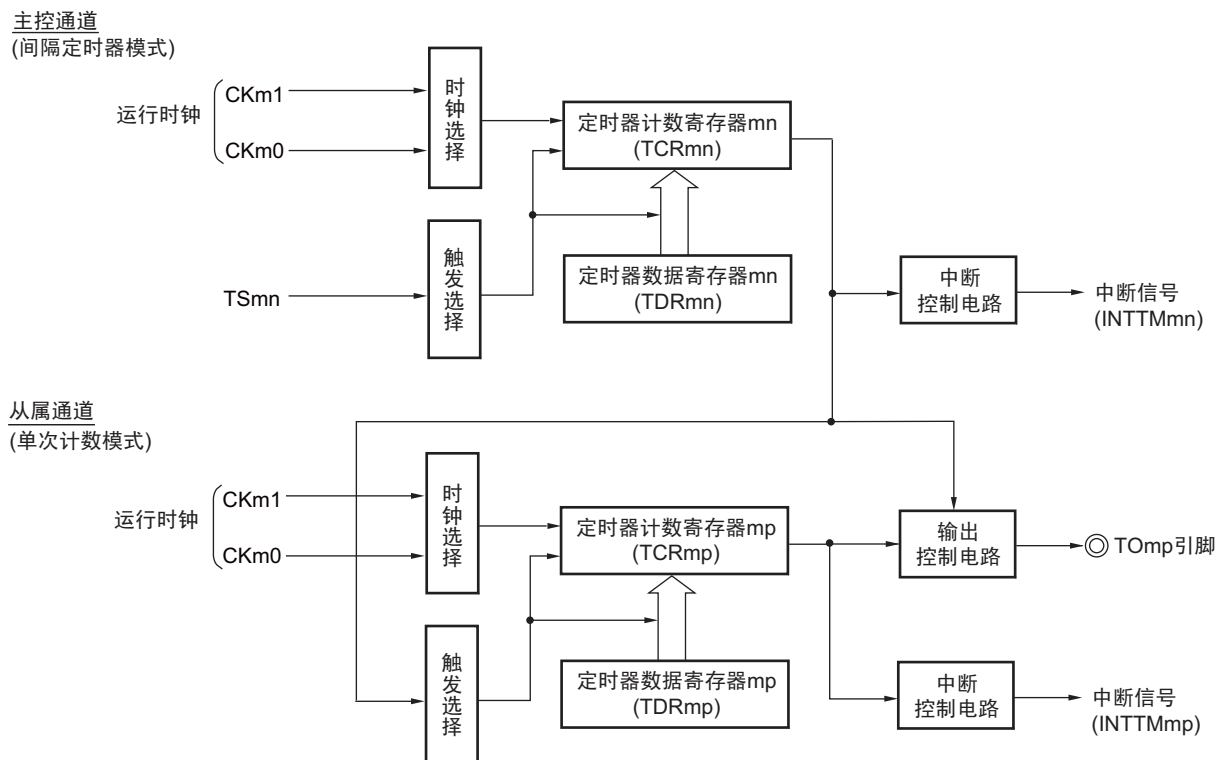 主控通道
(间隔定时器模式)
运行时钟
CKm1
CKm0
时钟选择
定时器计数寄存器mn
(TCRmn)
TSmn
触发选择
定时器数据寄存器mn
(TDRmn)
中断
控制电路
中断信号
(INTTMmn)
从属通道
(单次计数模式)
运行时钟
CKm1
CKm0
时钟选择
定时器计数寄存器mp
(TCRmp)
输出
控制电路
TOmp引脚
触发选择
定时器数据寄存器mp
(TDRmp)
中断
控制电路
中断信号
(INTTMmp)